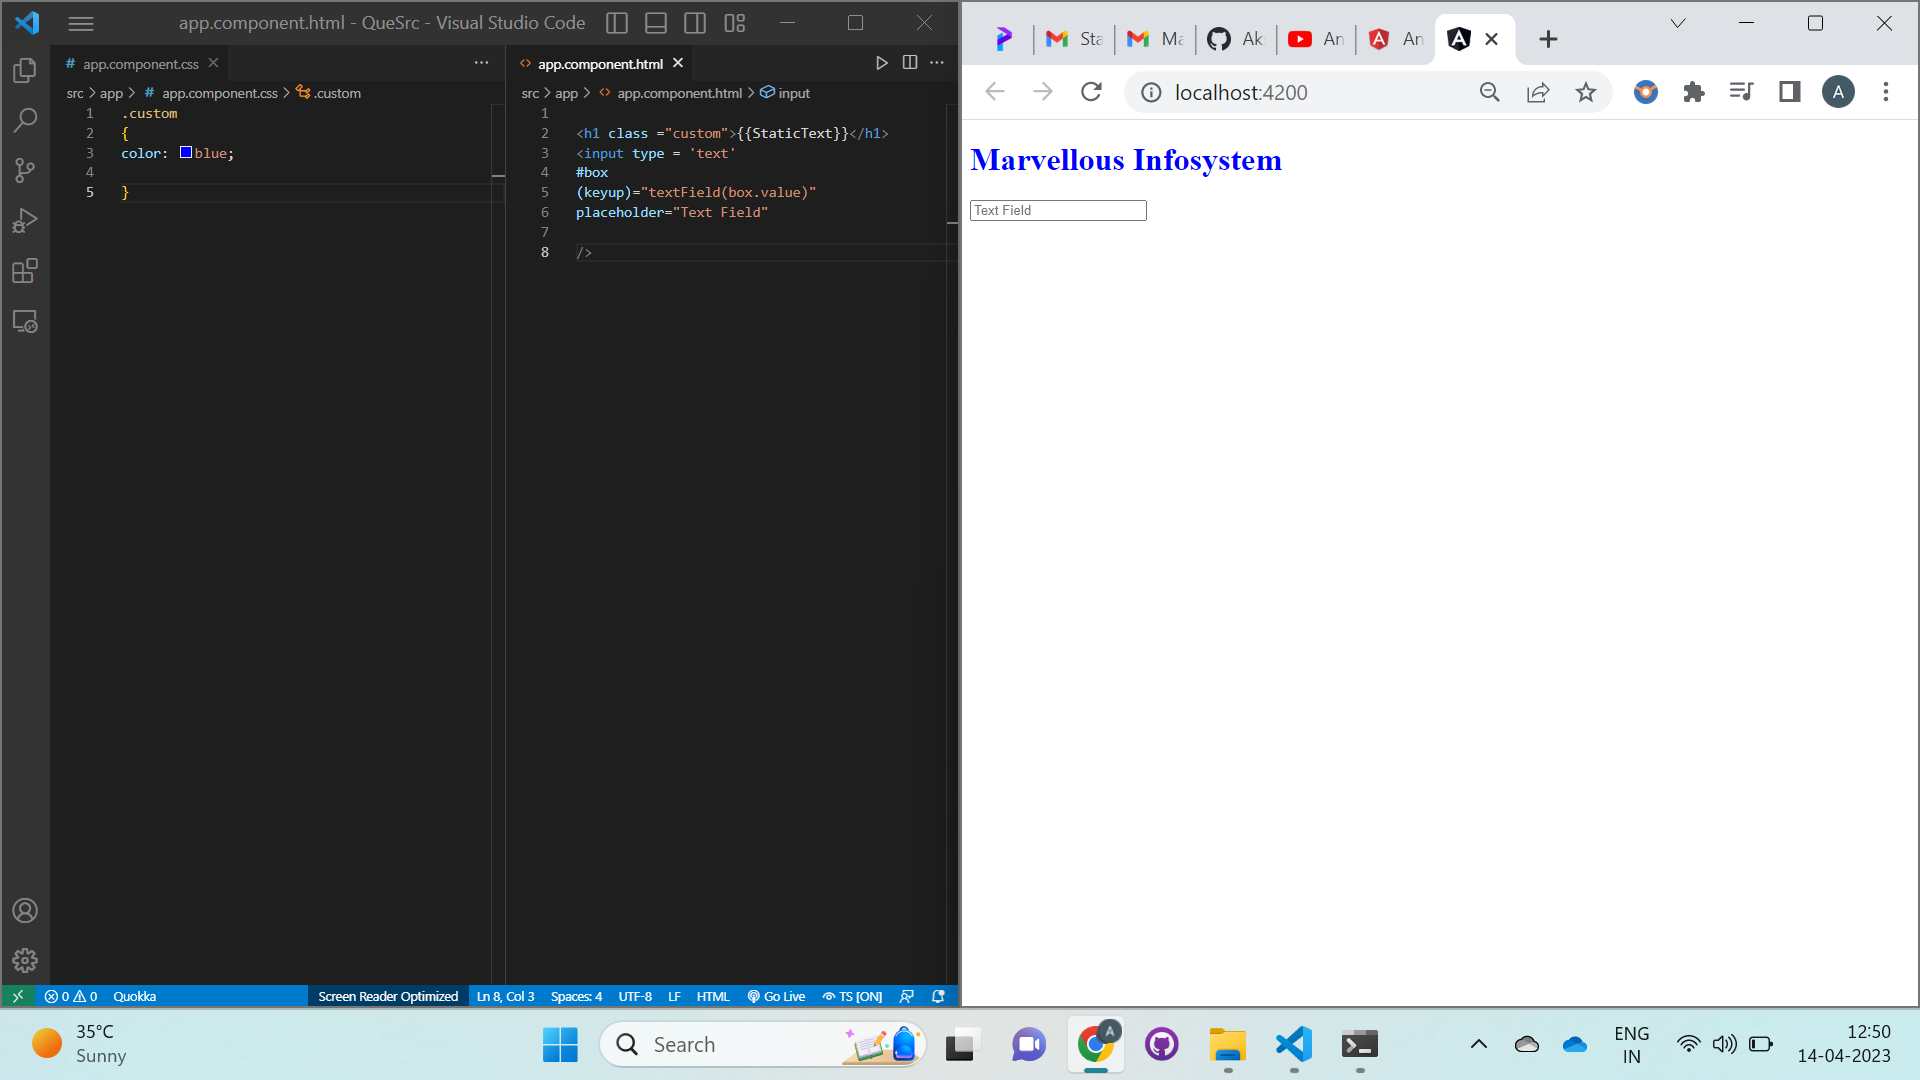 app.component.html - QueSrc - Visual Studio Code
# app.component.css
<> app.component.html
src > app > # app.component.css > .custom
src > app > <> app.component.html > input
1 .custom
2 {
3 color: blue;
4
5 }
1
2 <h1 class ="custom">{{StaticText}}</h1>
3 <input type = 'text'
4 #box
5 (keyup)="textField(box.value)"
6 placeholder="Text Field"
7
8 />
0 0 Quokka Screen Reader Optimized Ln 8, Col 3 Spaces: 4 UTF-8 LF HTML Go Live TS [ON]
Sta Ma Ak An An
localhost:4200
A
Marvellous Infosystem
Text Field
35°C
Sunny
Search
A
ENG
IN
12:50
14-04-2023